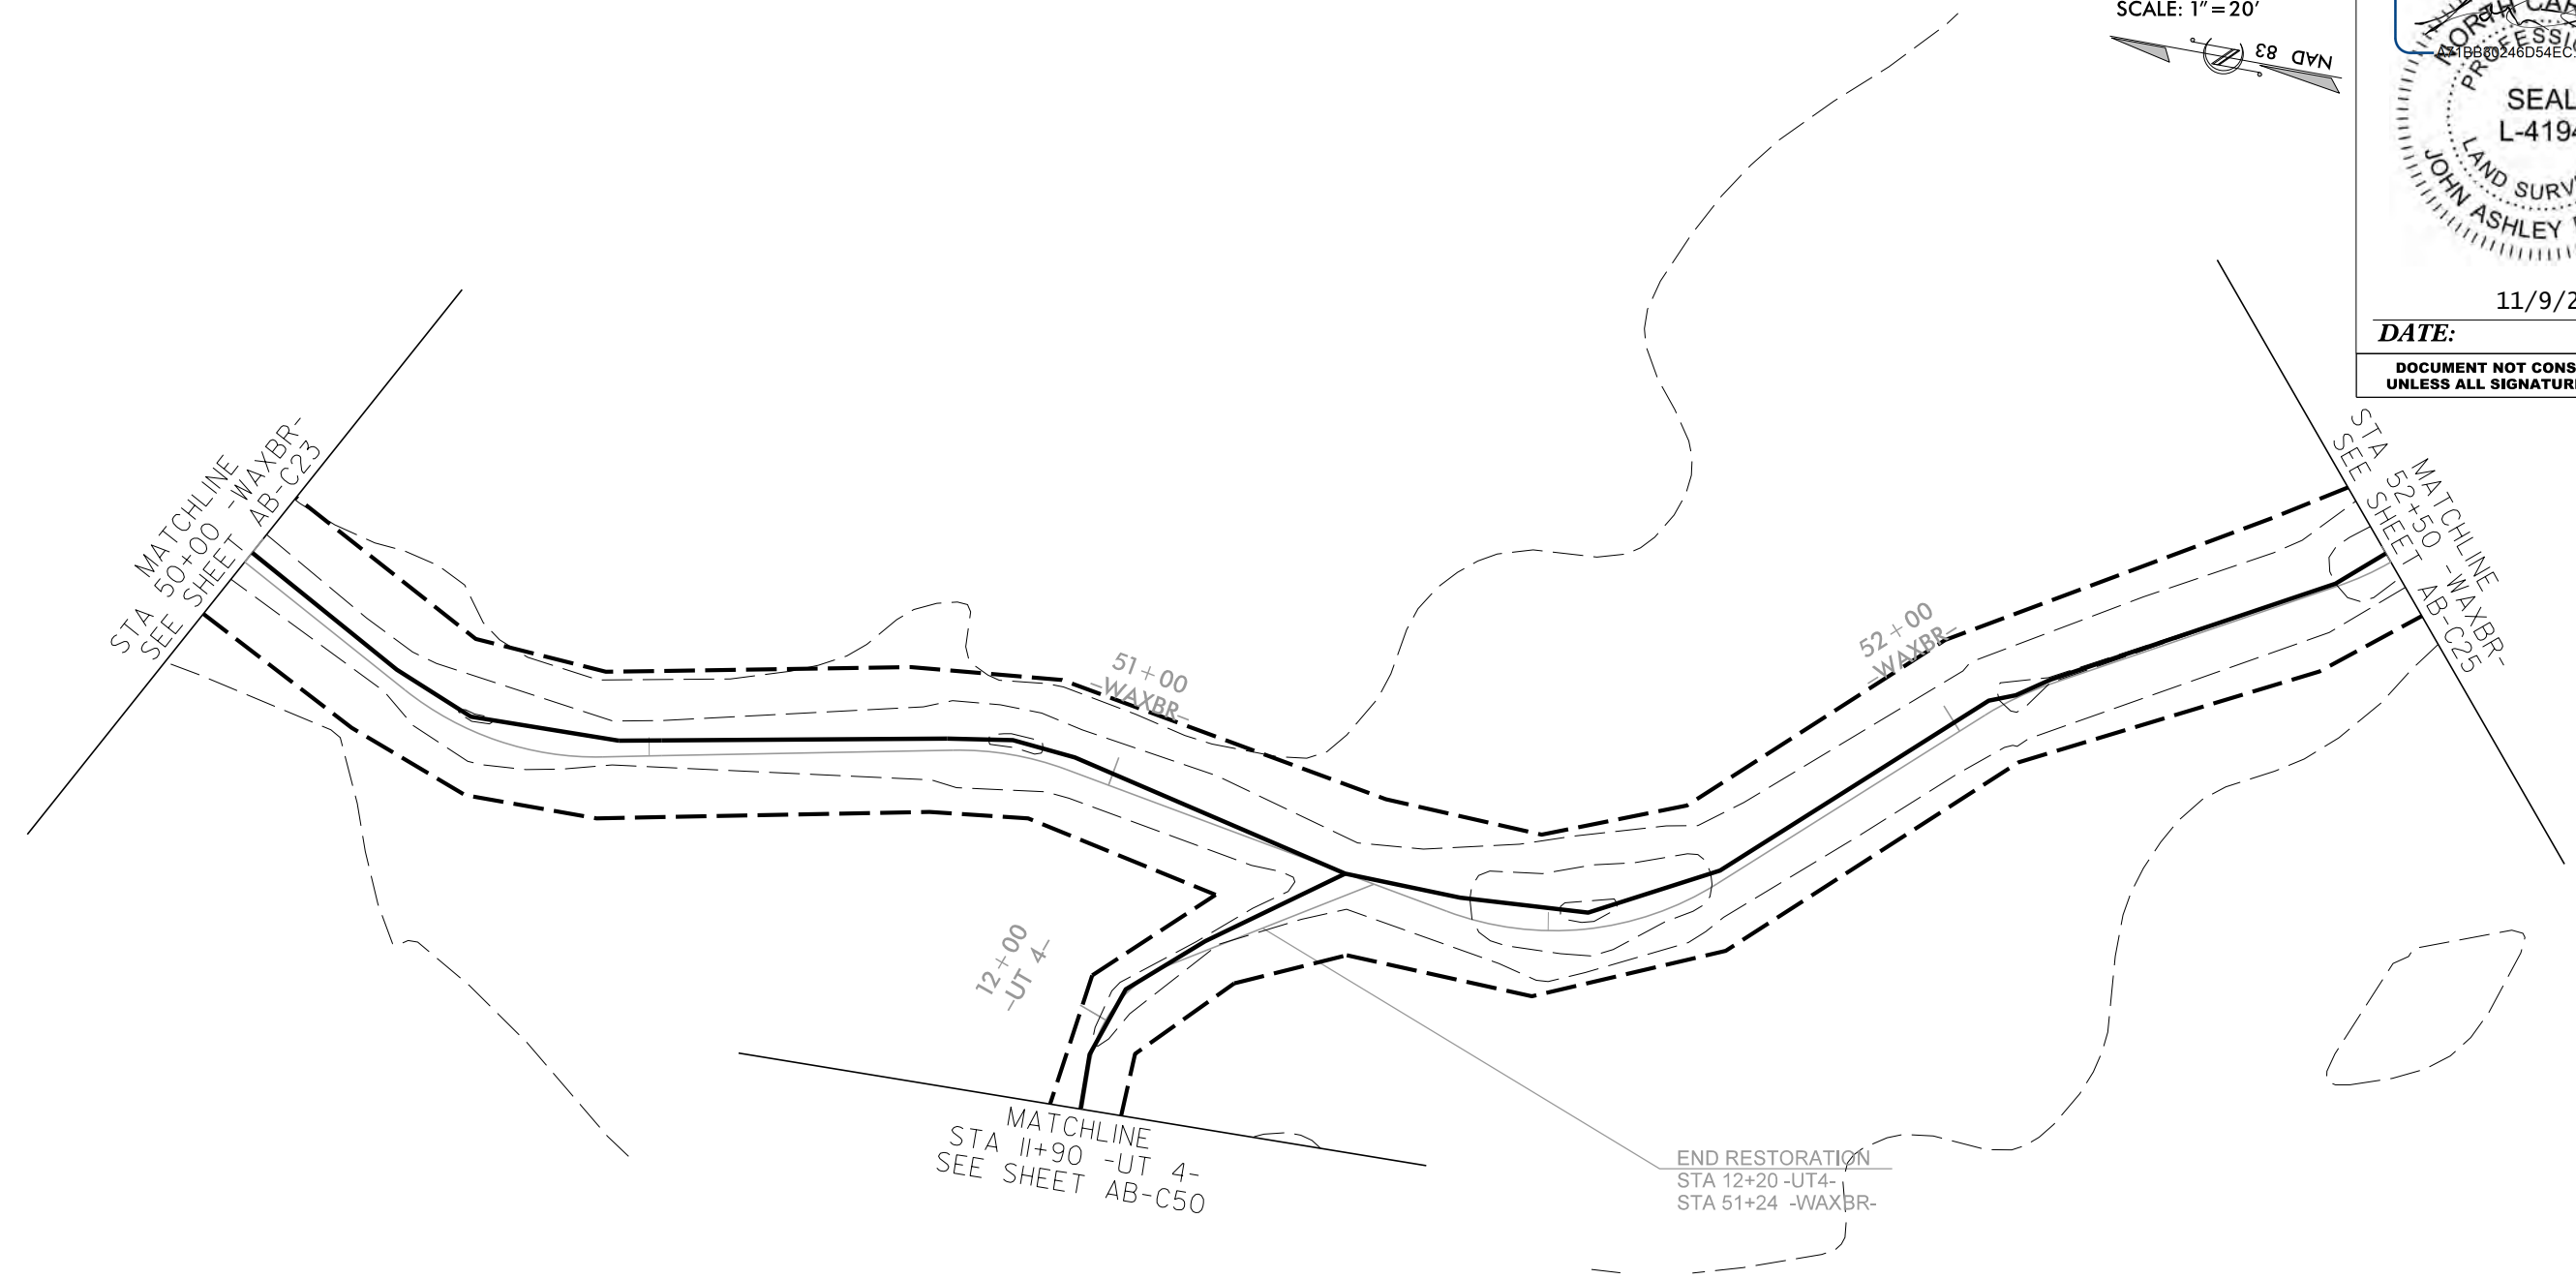 SCALE: 1"=20'
NAD 83
A71BB80246D54EC
SEAL
L-419
LAND SURV
JOHN ASHLEY
11/9/2
DATE:
DOCUMENT NOT CONS
UNLESS ALL SIGNATUR
MATCHLINE
STA 50+00 -WAXBR-
SEE SHEET AB-C23
51+00
-WAXBR-
52+00
-WAXBR-
MATCHLINE
STA 52+50 -WAXBR-
SEE SHEET AB-C25
12+00
-UT 4-
MATCHLINE
STA 11+90 -UT 4-
SEE SHEET AB-C50
END RESTORATION
STA 12+20 -UT4-
STA 51+24 -WAXBR-